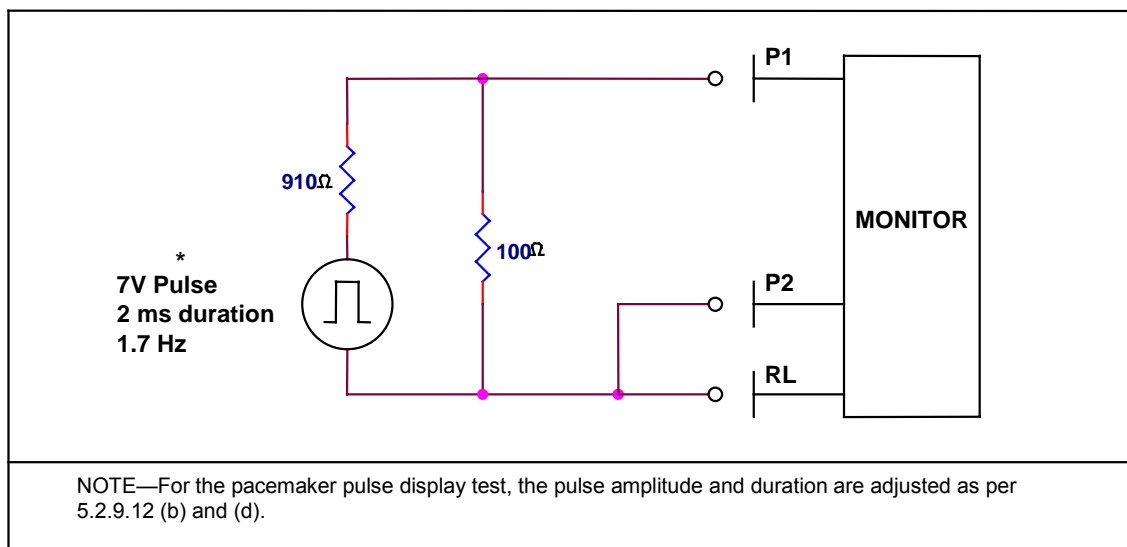 P1
910Ω
MONITOR
100Ω
*
7V Pulse
2 ms duration
1.7 Hz
P2
RL
NOTE—For the pacemaker pulse display test, the pulse amplitude and duration are adjusted as per
5.2.9.12 (b) and (d).